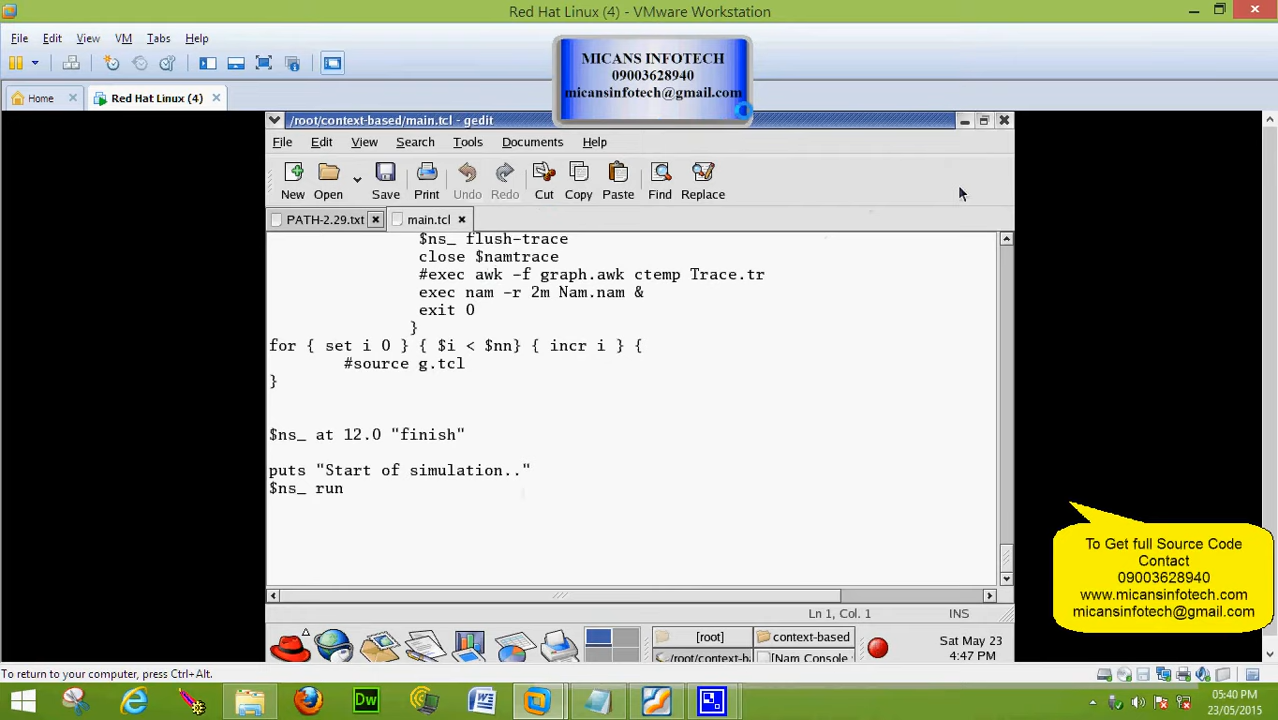 Red Hat Linux (4) - VMware Workstation
File Edit View VM Tabs Help
MICANS INFOTECH
09003628940
micansinfotech@gmail.com
Home
Red Hat Linux (4)
/root/context-based/main.tcl - gedit
File Edit View Search Tools Documents Help
New Open Save Print Undo Redo Cut Copy Paste Find Replace
PATH-2.29.txt main.tcl
$ns_ flush-trace
close $namtrace
#exec awk -f graph.awk ctemp Trace.tr
exec nam -r 2m Nam.nam &
exit 0
}
for { set i 0 } { $i < $nn} { incr i } {
#source g.tcl
}
$ns_ at 12.0 "finish"
puts "Start of simulation.."
$ns_ run
To Get full Source Code
Contact
09003628940
www.micansinfotech.com
micansinfotech@gmail.com
Ln 1, Col. 1 INS
[root] context-based
/root/context-b [Nam Console
Sat May 23
4:47 PM
To return to your computer, press Ctrl+Alt.
Dw
05:40 PM
23/05/2015